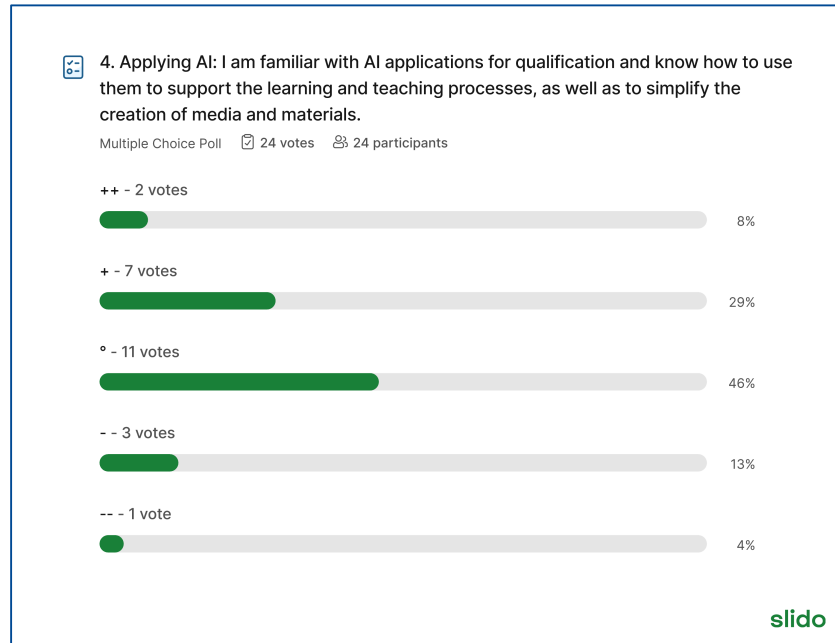 4. Applying AI: I am familiar with AI applications for qualification and know how to use
them to support the learning and teaching processes, as well as to simplify the
creation of media and materials.
Multiple Choice Poll 24 votes 24 participants
++ - 2 votes
8%
+ - 7 votes
29%
° - 11 votes
46%
- - 3 votes
13%
-- - 1 vote
4%
slido